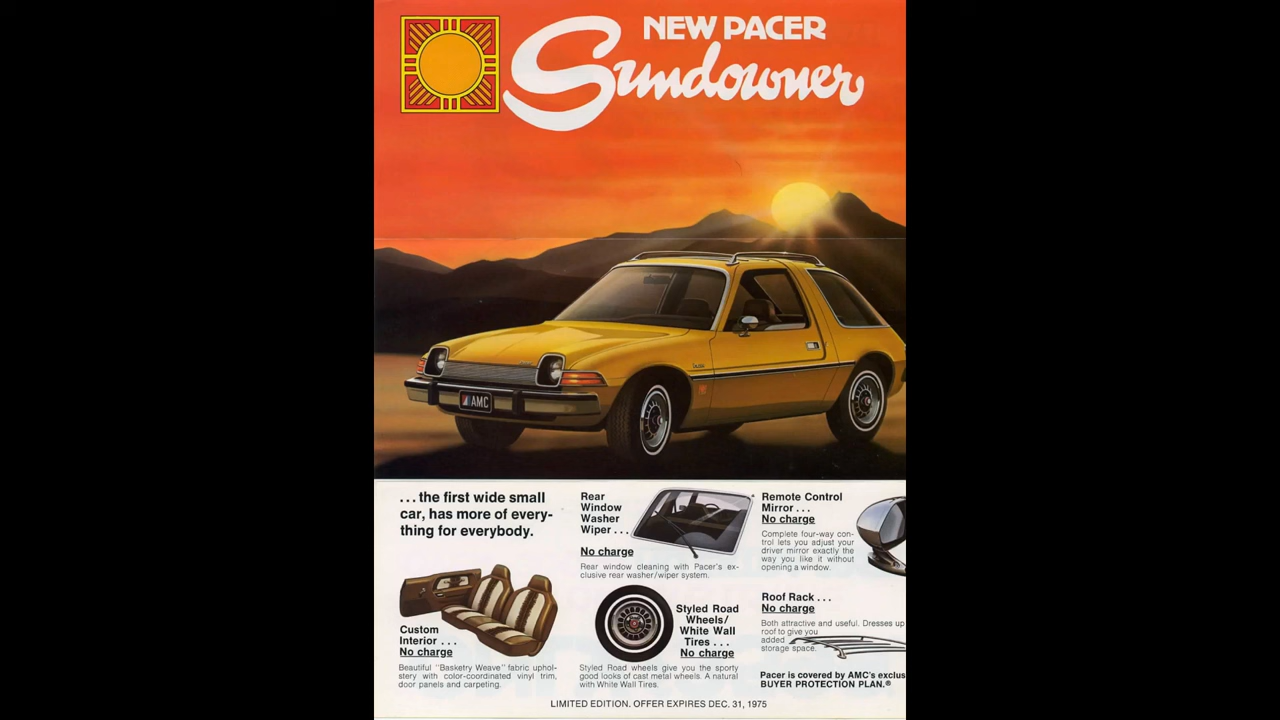 NEW PACER
Sundowner
AMC
...the first wide small
car, has more of every-
thing for everybody.
Custom
Interior ...
No charge
Beautiful "Basketry Weave" fabric uphol-
stery with color-coordinated vinyl trim,
door panels and carpeting.
Rear
Window
Washer
Wiper ...
No charge
Rear window cleaning with Pacer's ex-
clusive rear washer/wiper system.
Styled Road
Wheels/
White Wall
Tires ...
No charge
Styled Road wheels give you the sporty
good looks of cast metal wheels. A natural
with White Wall Tires.
Remote Control
Mirror ...
No charge
Complete four-way con-
trol lets you adjust your
driver mirror exactly the
way you like it without
opening a window.
Roof Rack ...
No charge
Both attractive and useful. Dresses up
roof to give you
added
storage space.
Pacer is covered by AMC's exclus
BUYER PROTECTION PLAN.®
LIMITED EDITION. OFFER EXPIRES DEC. 31, 1975